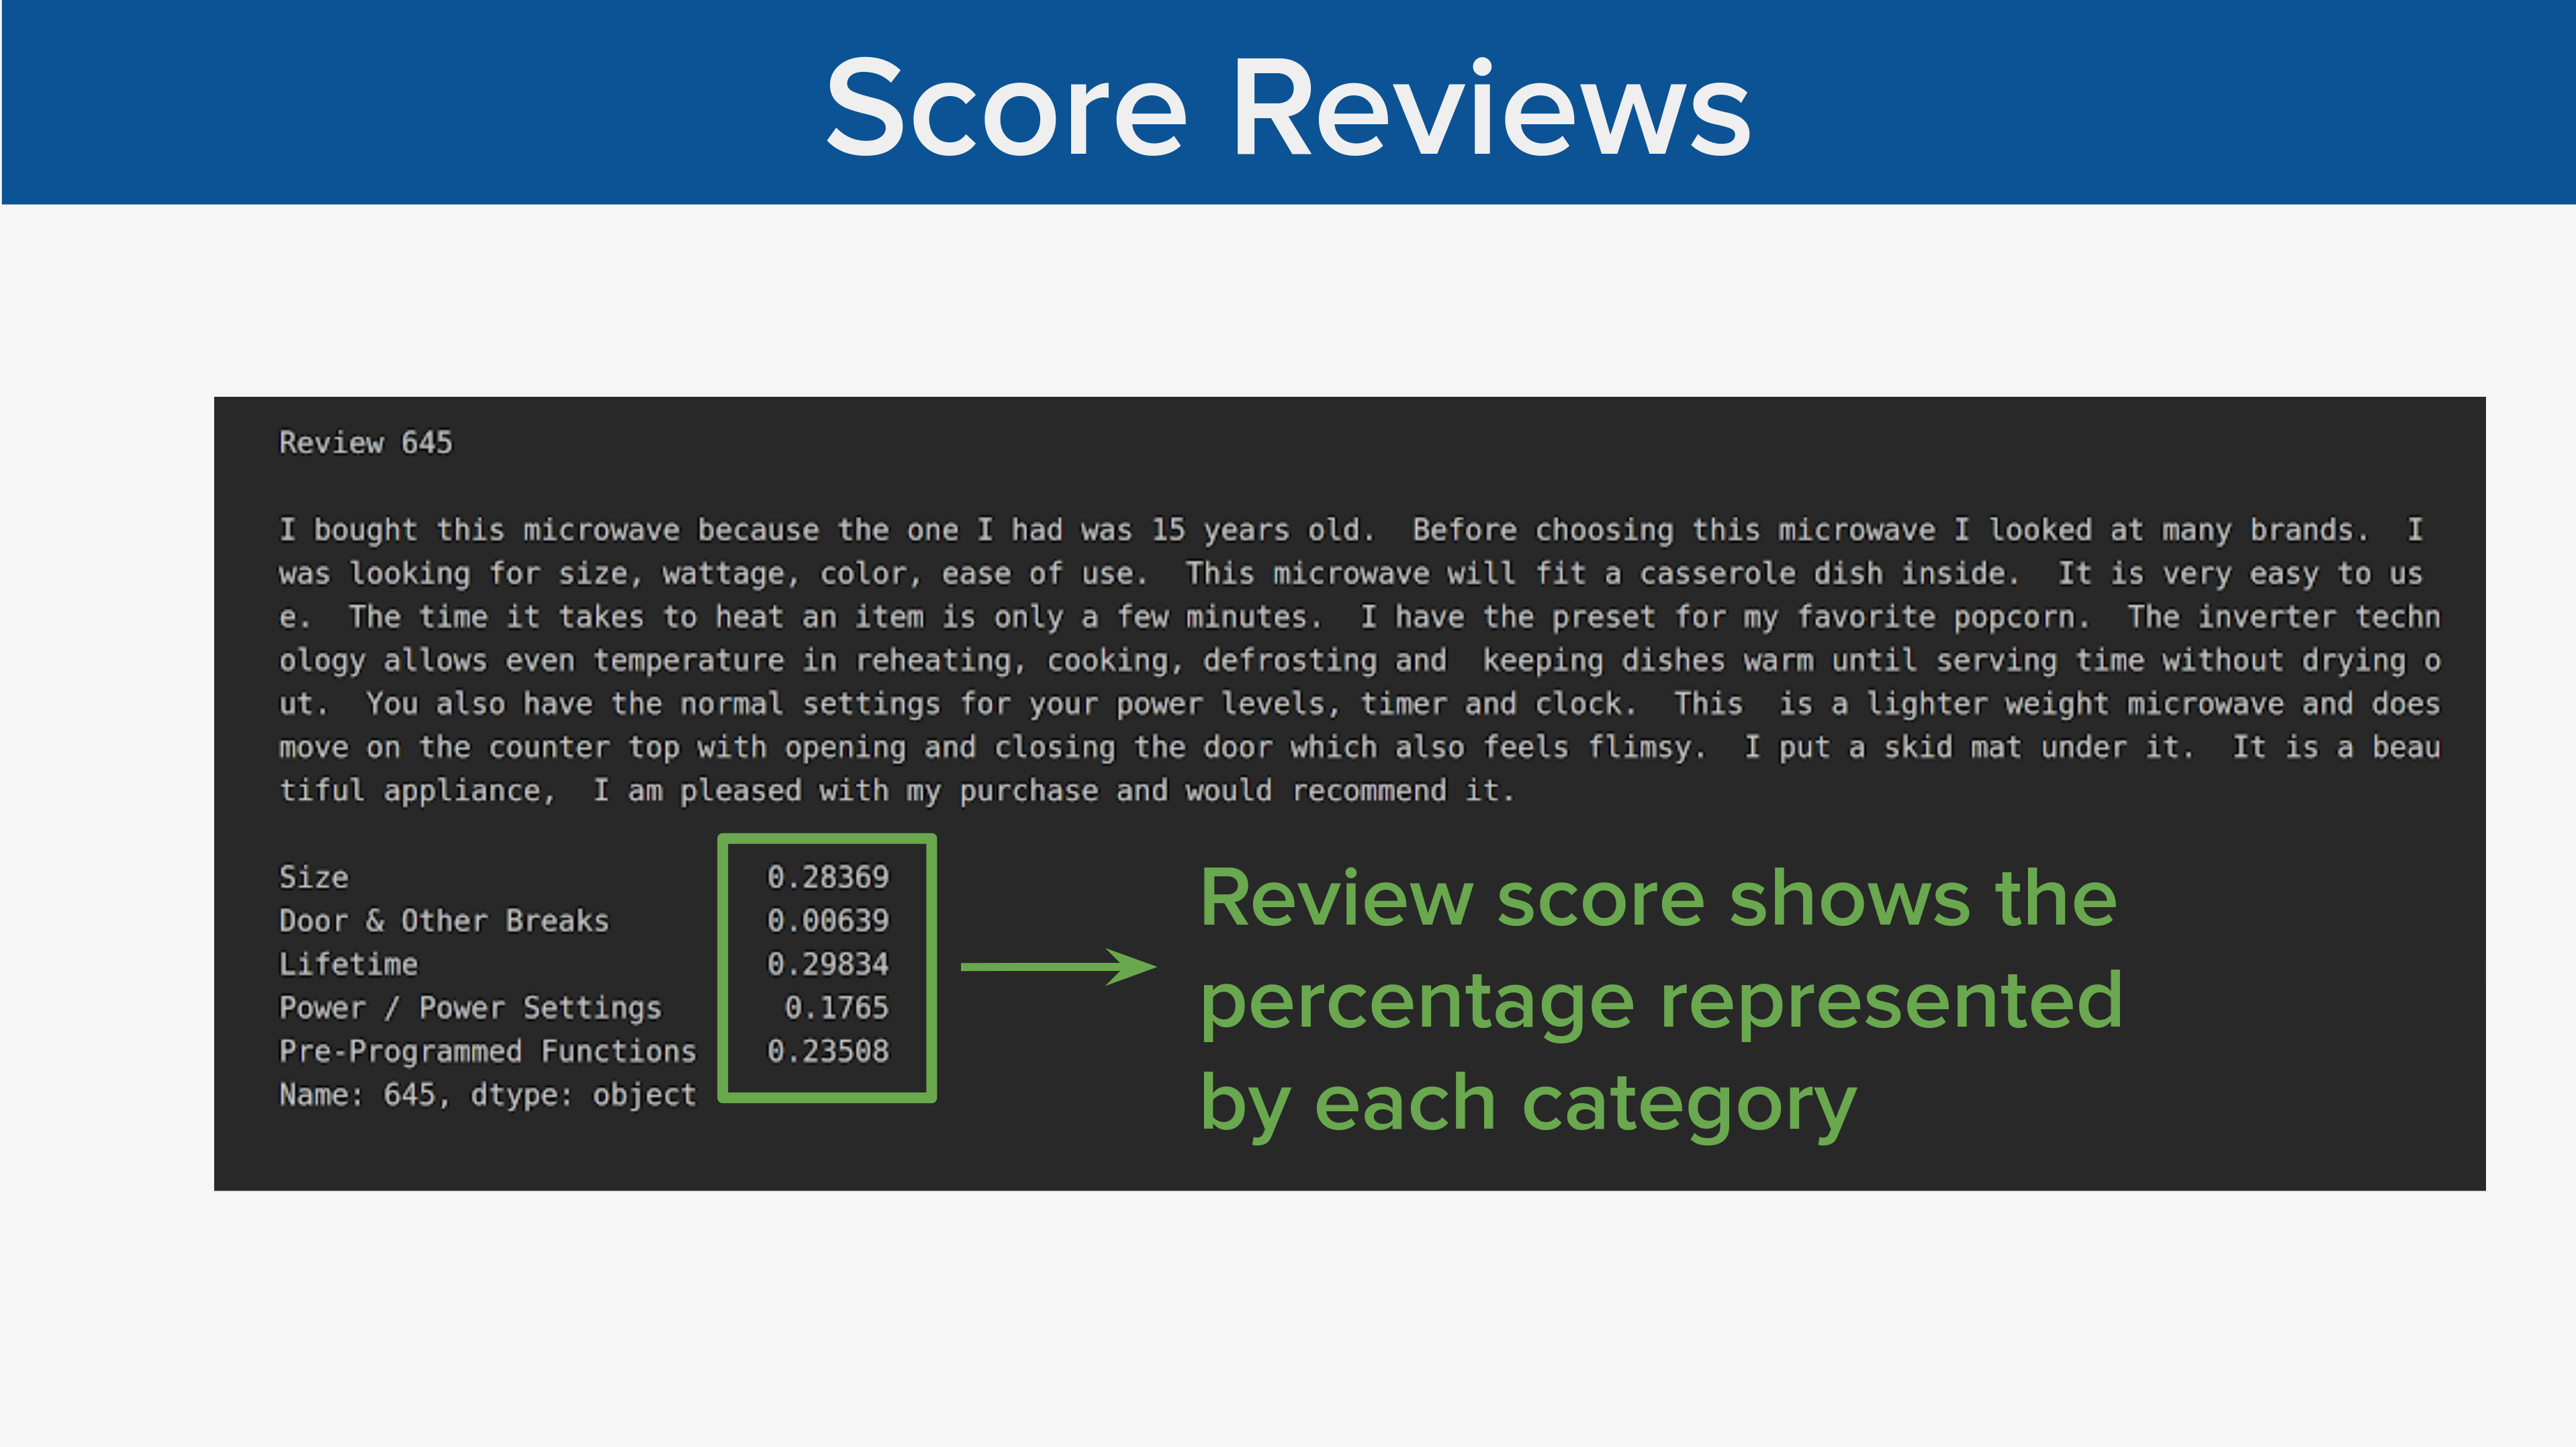 Score Reviews
Review 645
I bought this microwave because the one I had was 15 years old.  Before choosing this microwave I looked at many brands.  I
was looking for size, wattage, color, ease of use.  This microwave will fit a casserole dish inside.  It is very easy to us
e.  The time it takes to heat an item is only a few minutes.  I have the preset for my favorite popcorn.  The inverter techn
ology allows even temperature in reheating, cooking, defrosting and  keeping dishes warm until serving time without drying o
ut.  You also have the normal settings for your power levels, timer and clock.  This  is a lighter weight microwave and does
move on the counter top with opening and closing the door which also feels flimsy.  I put a skid mat under it.  It is a beau
tiful appliance,  I am pleased with my purchase and would recommend it.
Size 0.28369
Door & Other Breaks 0.00639
Lifetime 0.29834
Power / Power Settings 0.1765
Pre-Programmed Functions 0.23508
Name: 645, dtype: object
Review score shows the
percentage represented
by each category